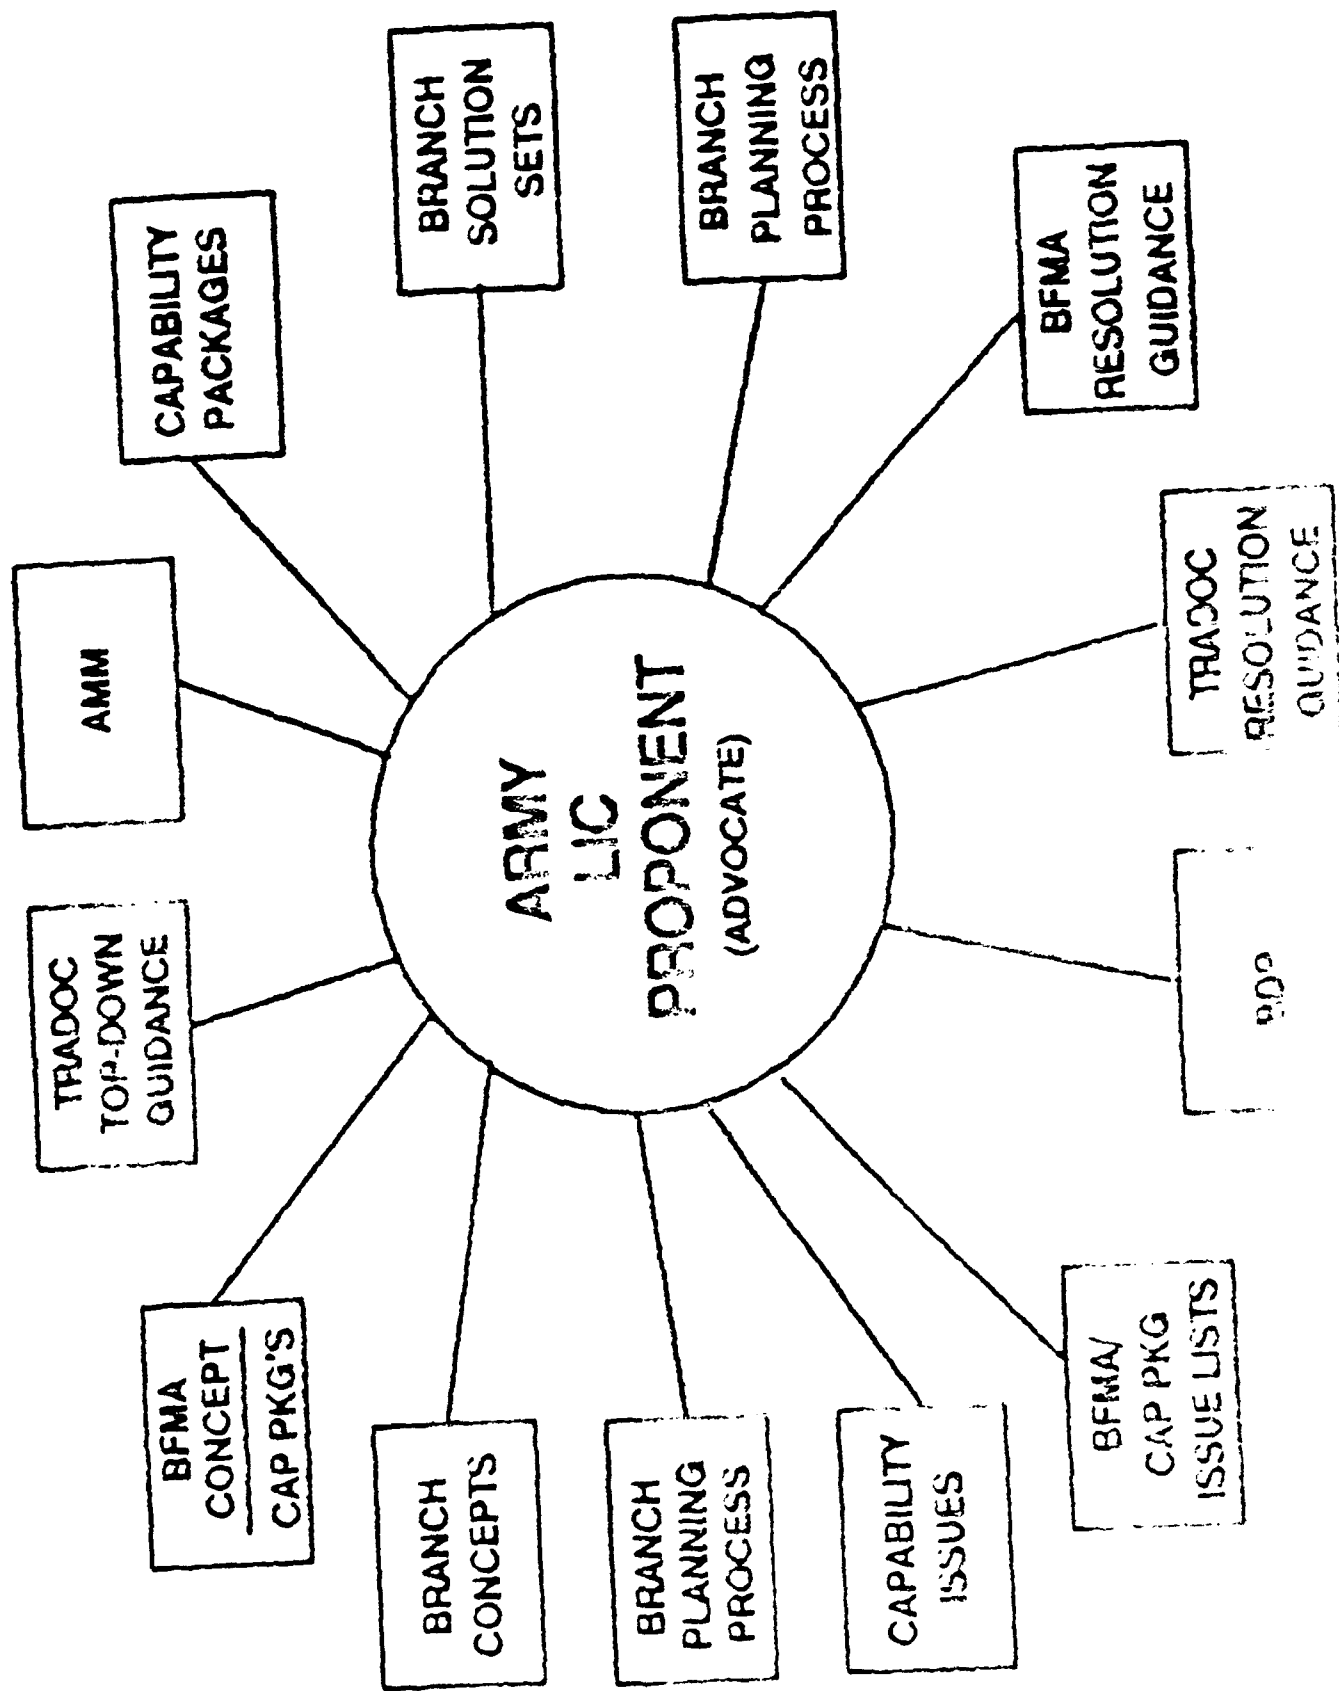 TRADOC
TOP-DOWN
GUIDANCE
AMM
BFMA
CONCEPT
CAP PKG'S
CAPABILITY
PACKAGES
BRANCH
CONCEPTS
BRANCH
SOLUTION
SETS
ARMY
LIC
PROPONENT
(ADVOCATE)
BRANCH
PLANNING
PROCESS
BRANCH
PLANNING
PROCESS
CAPABILITY
ISSUES
BFMA
RESOLUTION
GUIDANCE
BFMA/
CAP PKG
ISSUE LISTS
TRADOC
RESOLUTION
GUIDANCE